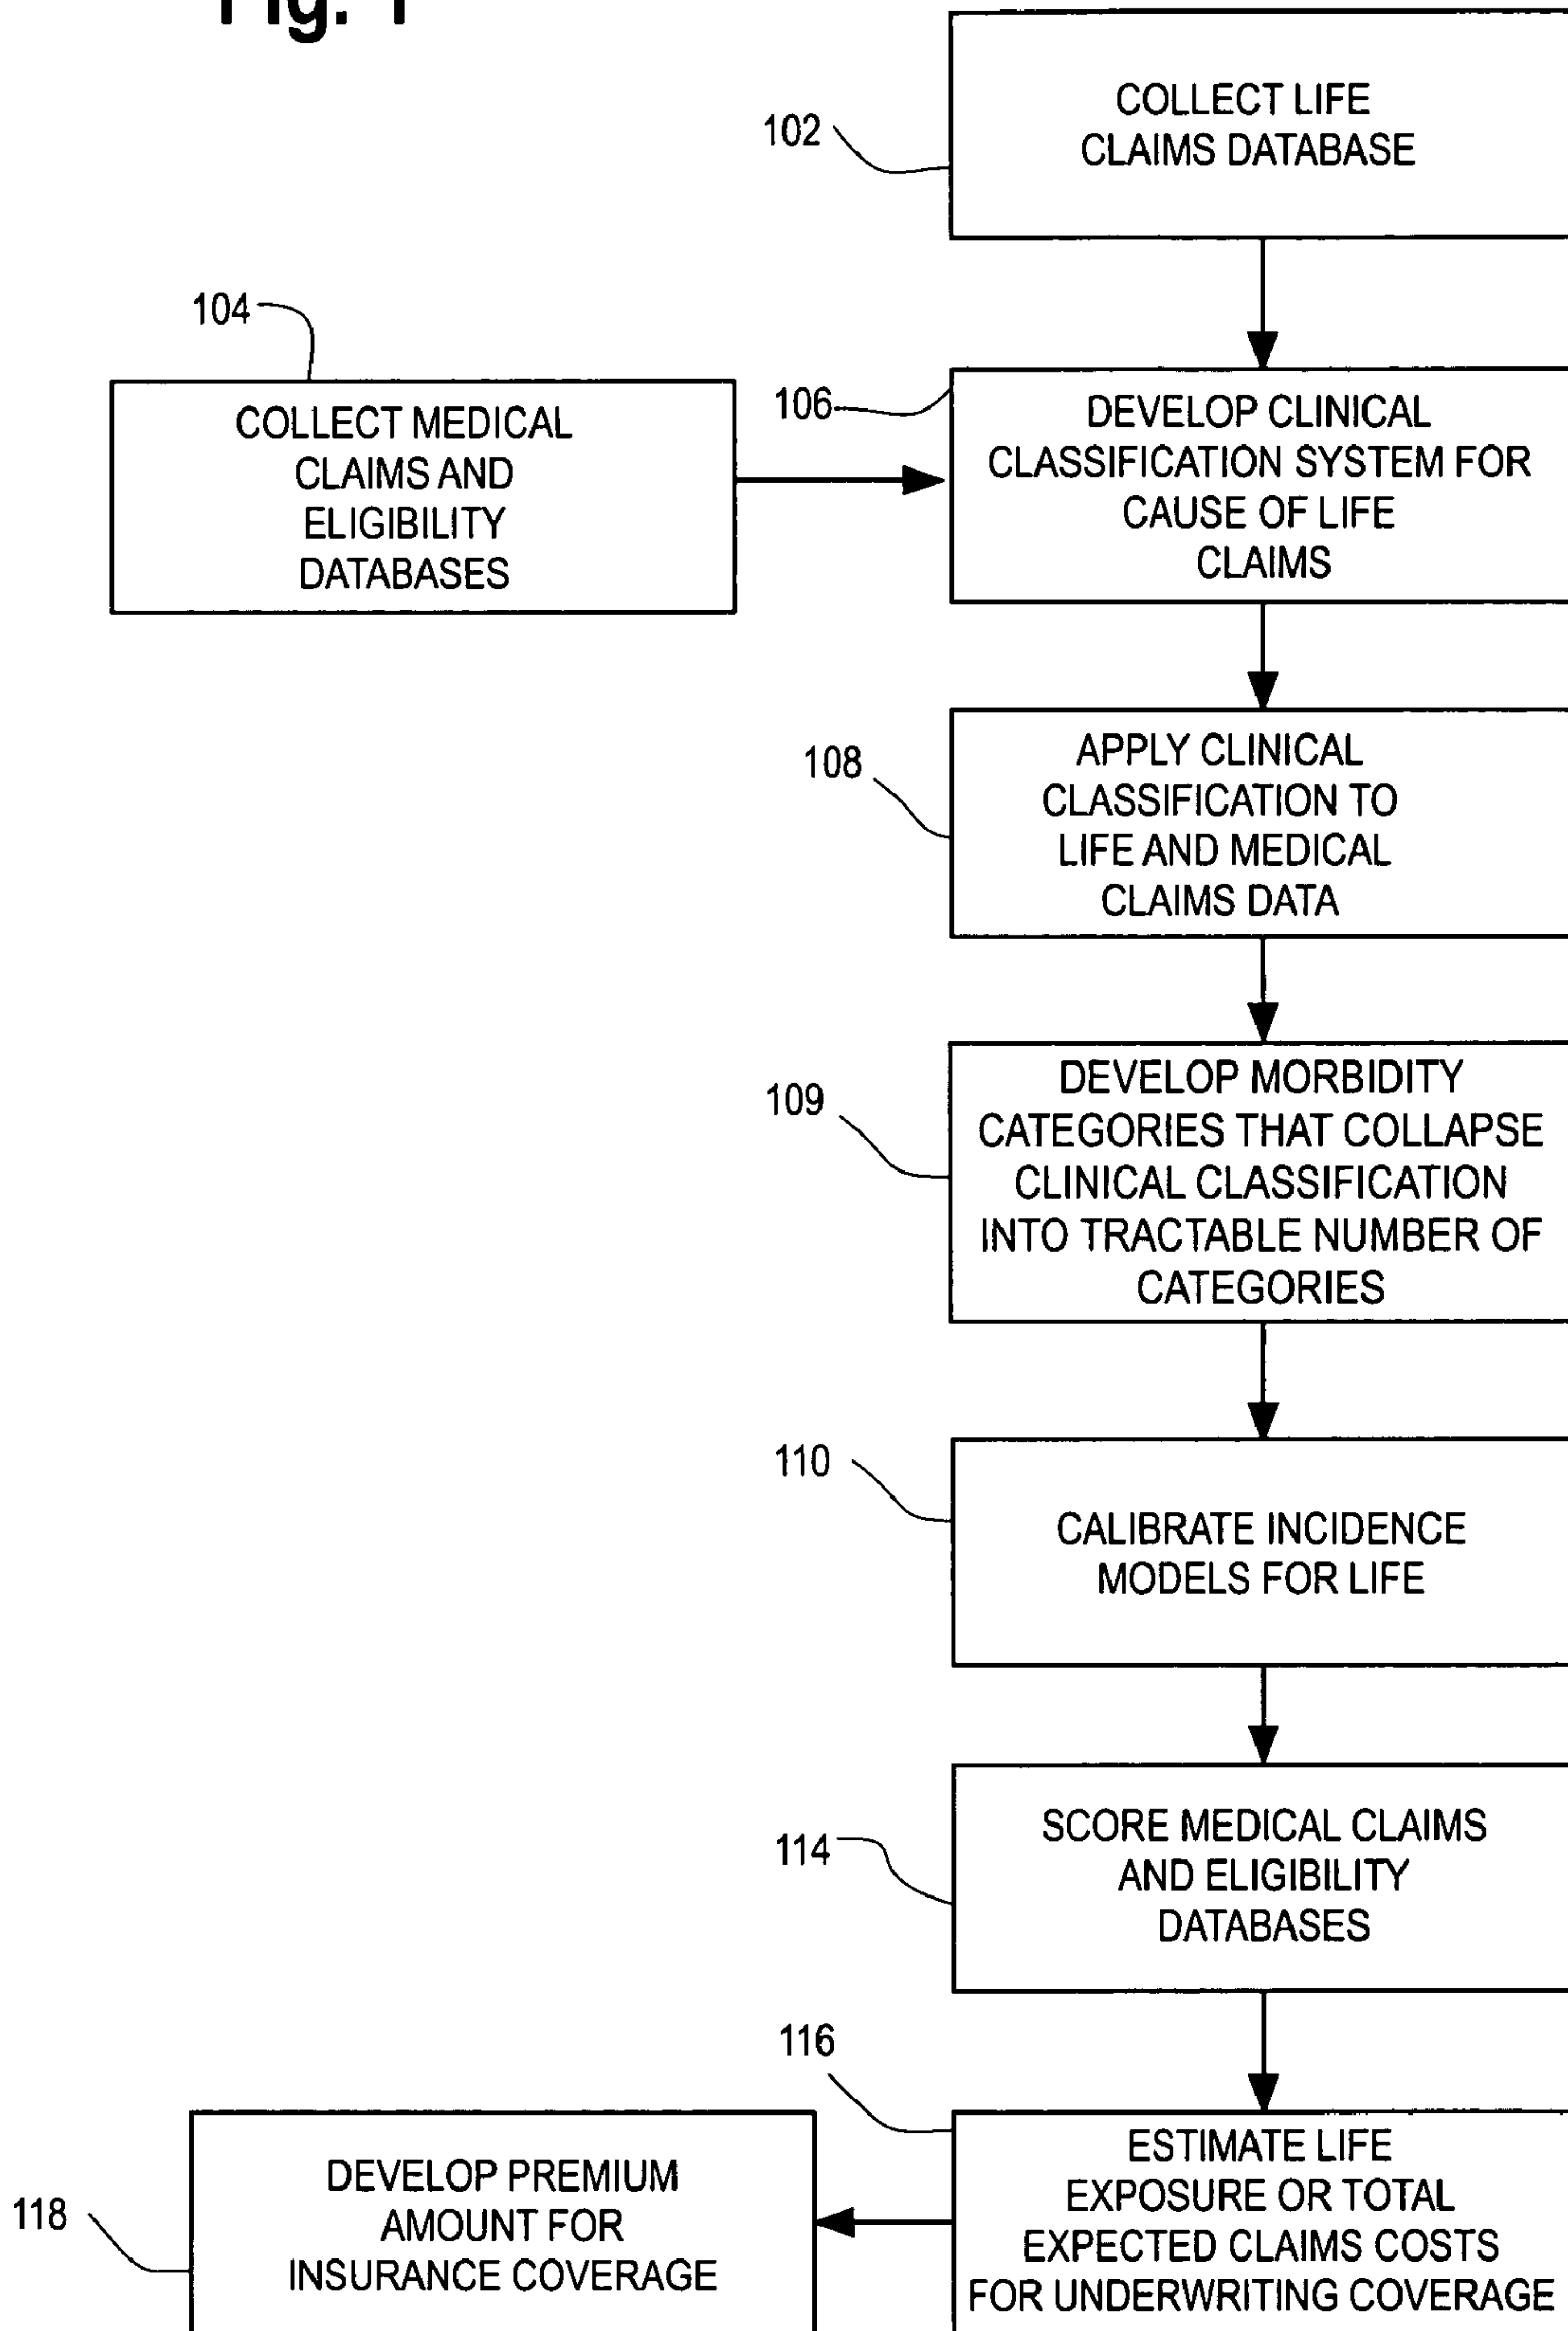 Fig. 1
102
COLLECT LIFE
CLAIMS DATABASE
104
COLLECT MEDICAL
CLAIMS AND
ELIGIBILITY
DATABASES
106
DEVELOP CLINICAL
CLASSIFICATION SYSTEM FOR
CAUSE OF LIFE
CLAIMS
108
APPLY CLINICAL
CLASSIFICATION TO
LIFE AND MEDICAL
CLAIMS DATA
109
DEVELOP MORBIDITY
CATEGORIES THAT COLLAPSE
CLINICAL CLASSIFICATION
INTO TRACTABLE NUMBER OF
CATEGORIES
110
CALIBRATE INCIDENCE
MODELS FOR LIFE
114
SCORE MEDICAL CLAIMS
AND ELIGIBILITY
DATABASES
116
ESTIMATE LIFE
EXPOSURE OR TOTAL
EXPECTED CLAIMS COSTS
FOR UNDERWRITING COVERAGE
118
DEVELOP PREMIUM
AMOUNT FOR
INSURANCE COVERAGE